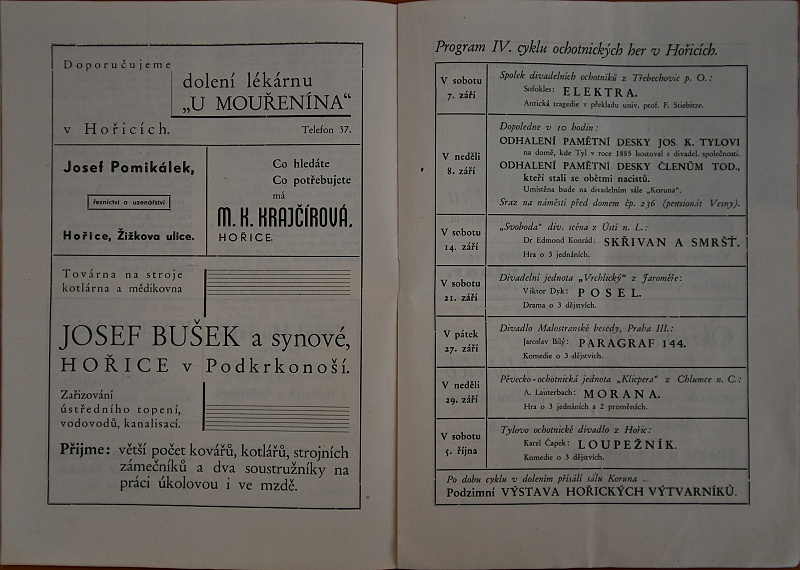 Doporučujeme
dolení lékárnu
„U MOUŘENÍNA“
v Hořicích.
Telefon 37.
Josef Pomikálek,
řeznictví a uzenářství
Hořice, Žižkova ulice.
Co hledáte
Co potřebujete
má
M. K. KRAJČÍROVÁ,
HOŘICE.
Továrna na stroje
kotlárna a mědikovna
JOSEF BUŠEK a synové,
HOŘICE v Podkrkonoší.
Zařizování
ústředního topení,
vodovodů, kanalisací.
Přijme: větší počet kovářů, kotlářů, strojních
zámečníků a dva soustružníky na
práci úkolovou i ve mzdě.
Program IV. cyklu ochotnických her v Hořicích.
V sobotu
7. září
Spolek divadelních ochotníků z Třebechovic p. O.:
Sofokles: ELEKTRA.
Antická tragedie v překladu univ. prof. F. Stiebitze.
V neděli
8. září
Dopoledne v 10 hodin:
ODHALENÍ PAMĚTNÍ DESKY JOS. K. TYLOVI
na domě, kde Tyl v roce 1885 hostoval s divadel. společností.
ODHALENÍ PAMĚTNÍ DESKY ČLENŮM TOD.,
kteří stali se obětmi nacistů.
Umístěna bude na divadelním sále „Koruna“.
Sraz na náměstí před domem čp. 236 (pensionát Vesny).
V sobotu
14. září
„Svoboda“ div. scéna z Ústí n. L.:
Dr Edmond Konrád: SKŘIVAN A SMRŠŤ.
Hra o 3 jednáních.
V sobotu
21. září
Divadelní jednota „Vrchlický“ z Jaroměře:
Viktor Dyk: POSEL.
Drama o 3 dějstvích.
V pátek
27. září
Divadlo Malostranské besedy, Praha III.:
Jaroslav Bílý: PARAGRAF 144.
Komedie o 3 dějstvích.
V neděli
29. září
Pěvecko-ochotnická jednota „Klicpera“ z Chlumce n. C.:
A. Lauterbach: MORANA.
Hra o 3 jednáních a 2 proměnách.
V sobotu
5. října
Tylovo ochotnické divadlo z Hořic:
Karel Čapek: LOUPEŽNÍK.
Komedie o 3 dějstvích.
Po dobu cyklu v dolením přísálí sálu Koruna –
Podzimní VÝSTAVA HOŘICKÝCH VÝTVARNÍKŮ.